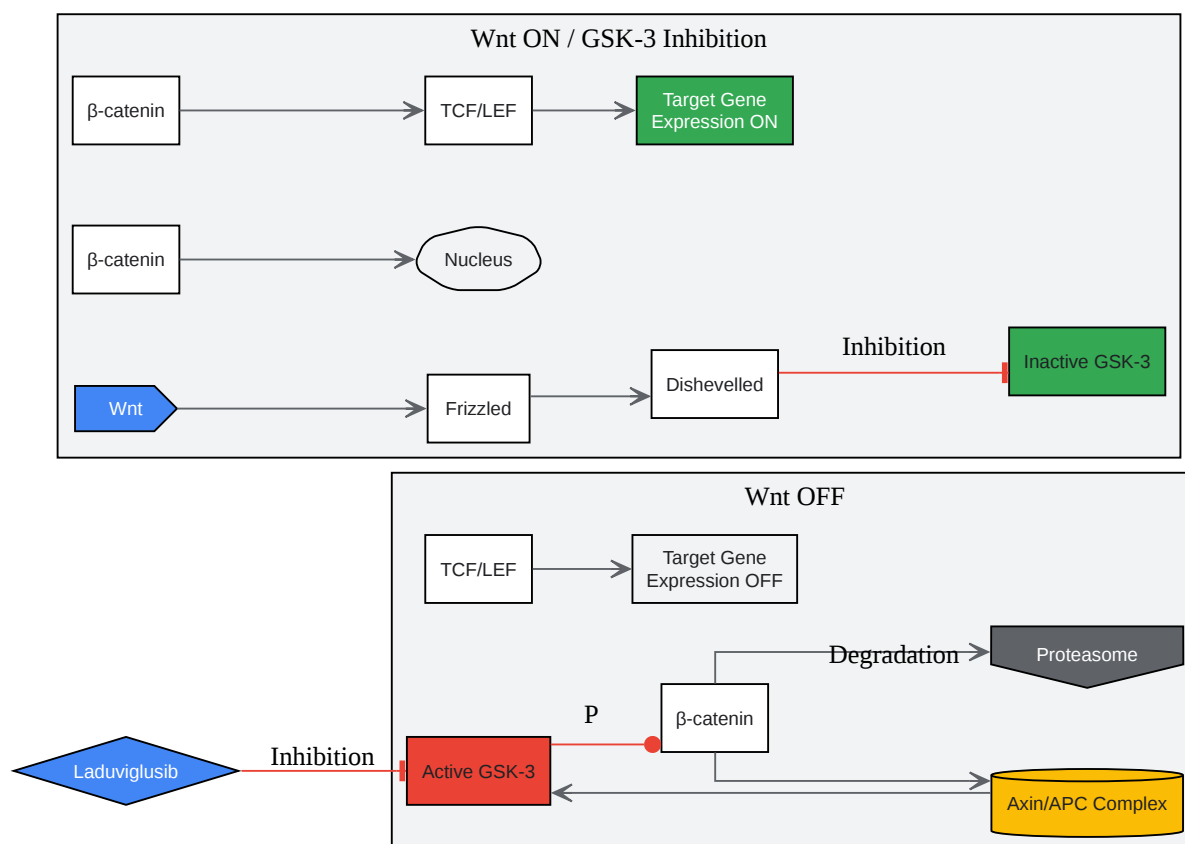 Wnt ON / GSK-3 Inhibition
β-catenin
TCF/LEF
Target Gene
Expression ON
β-catenin
Nucleus
Inhibition
Inactive GSK-3
Wnt
Frizzled
Dishevelled
Wnt OFF
TCF/LEF
Target Gene
Expression OFF
Degradation
Proteasome
P
β-catenin
Laduviglusib
Inhibition
Active GSK-3
Axin/APC Complex